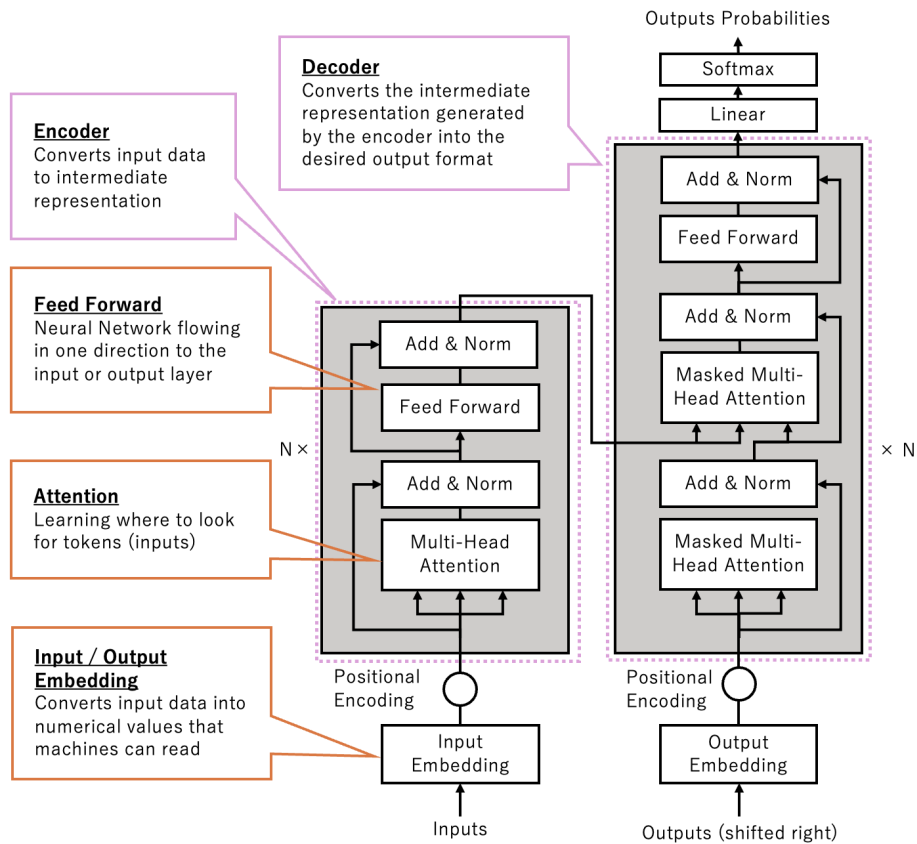 Outputs Probabilities
Softmax
Linear
Decoder
Converts the intermediate
representation generated
by the encoder into the
desired output format
Encoder
Converts input data
to intermediate
representation
Add & Norm
Feed Forward
Add & Norm
Masked Multi-
Head Attention
Add & Norm
Masked Multi-
Head Attention
× N
Feed Forward
Neural Network flowing
in one direction to the
input or output layer
Add & Norm
Feed Forward
N ×
Add & Norm
Multi-Head
Attention
Attention
Learning where to look
for tokens (inputs)
Input / Output
Embedding
Converts input data into
numerical values that
machines can read
Positional
Encoding
Input
Embedding
Inputs
Positional
Encoding
Output
Embedding
Outputs (shifted right)